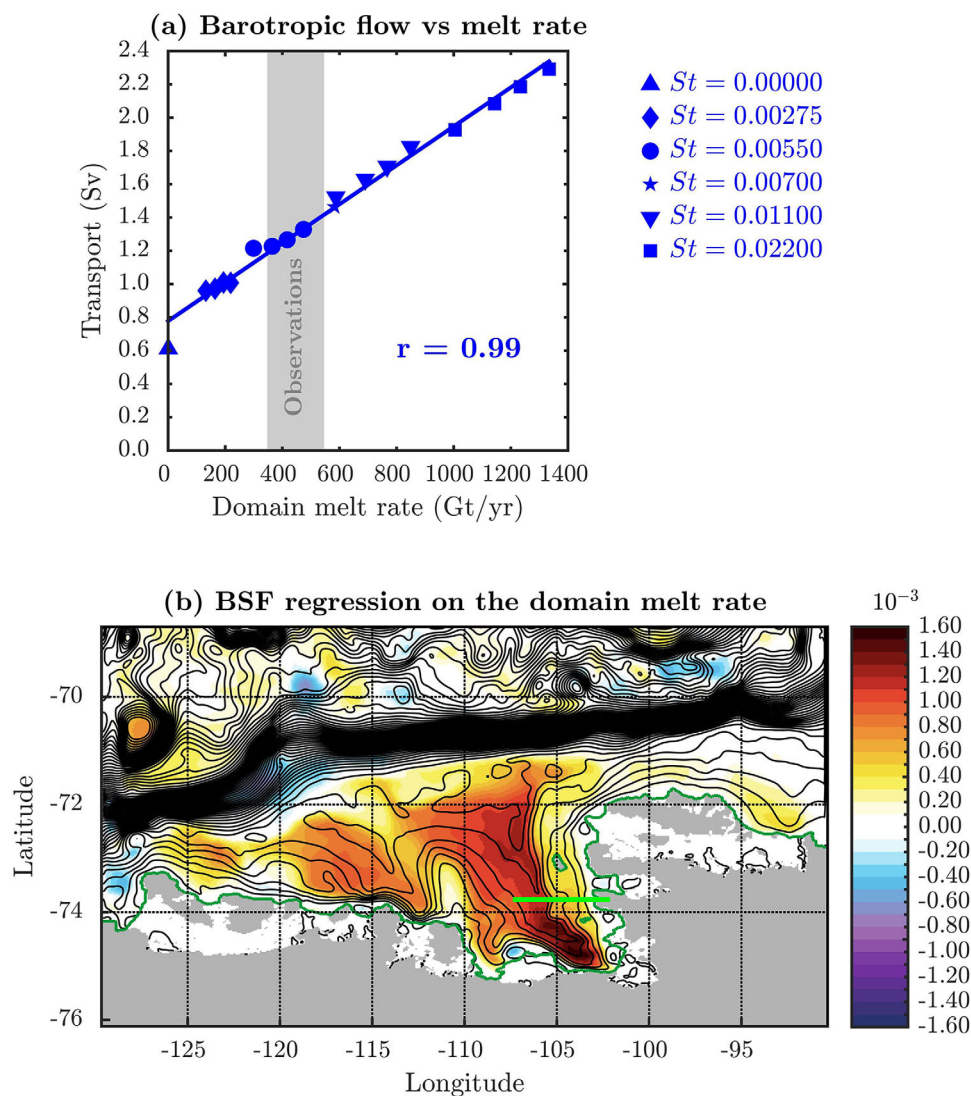 (a) Barotropic flow vs melt rate
2.4
2.2
2.0
1.8
1.6
1.4
1.2
1.0
0.8
0.6
0.4
0.2
0.0
Transport (Sv)
Observations
r = 0.99
0 200 400 600 800 1000 1200 1400
Domain melt rate (Gt/yr)
St = 0.00000
St = 0.00275
St = 0.00550
St = 0.00700
St = 0.01100
St = 0.02200
(b) BSF regression on the domain melt rate
10⁻³
-70
-72
-74
-76
Latitude
-125 -120 -115 -110 -105 -100 -95
Longitude
1.60
1.40
1.20
1.00
0.80
0.60
0.40
0.20
0.00
-0.20
-0.40
-0.60
-0.80
-1.00
-1.20
-1.40
-1.60